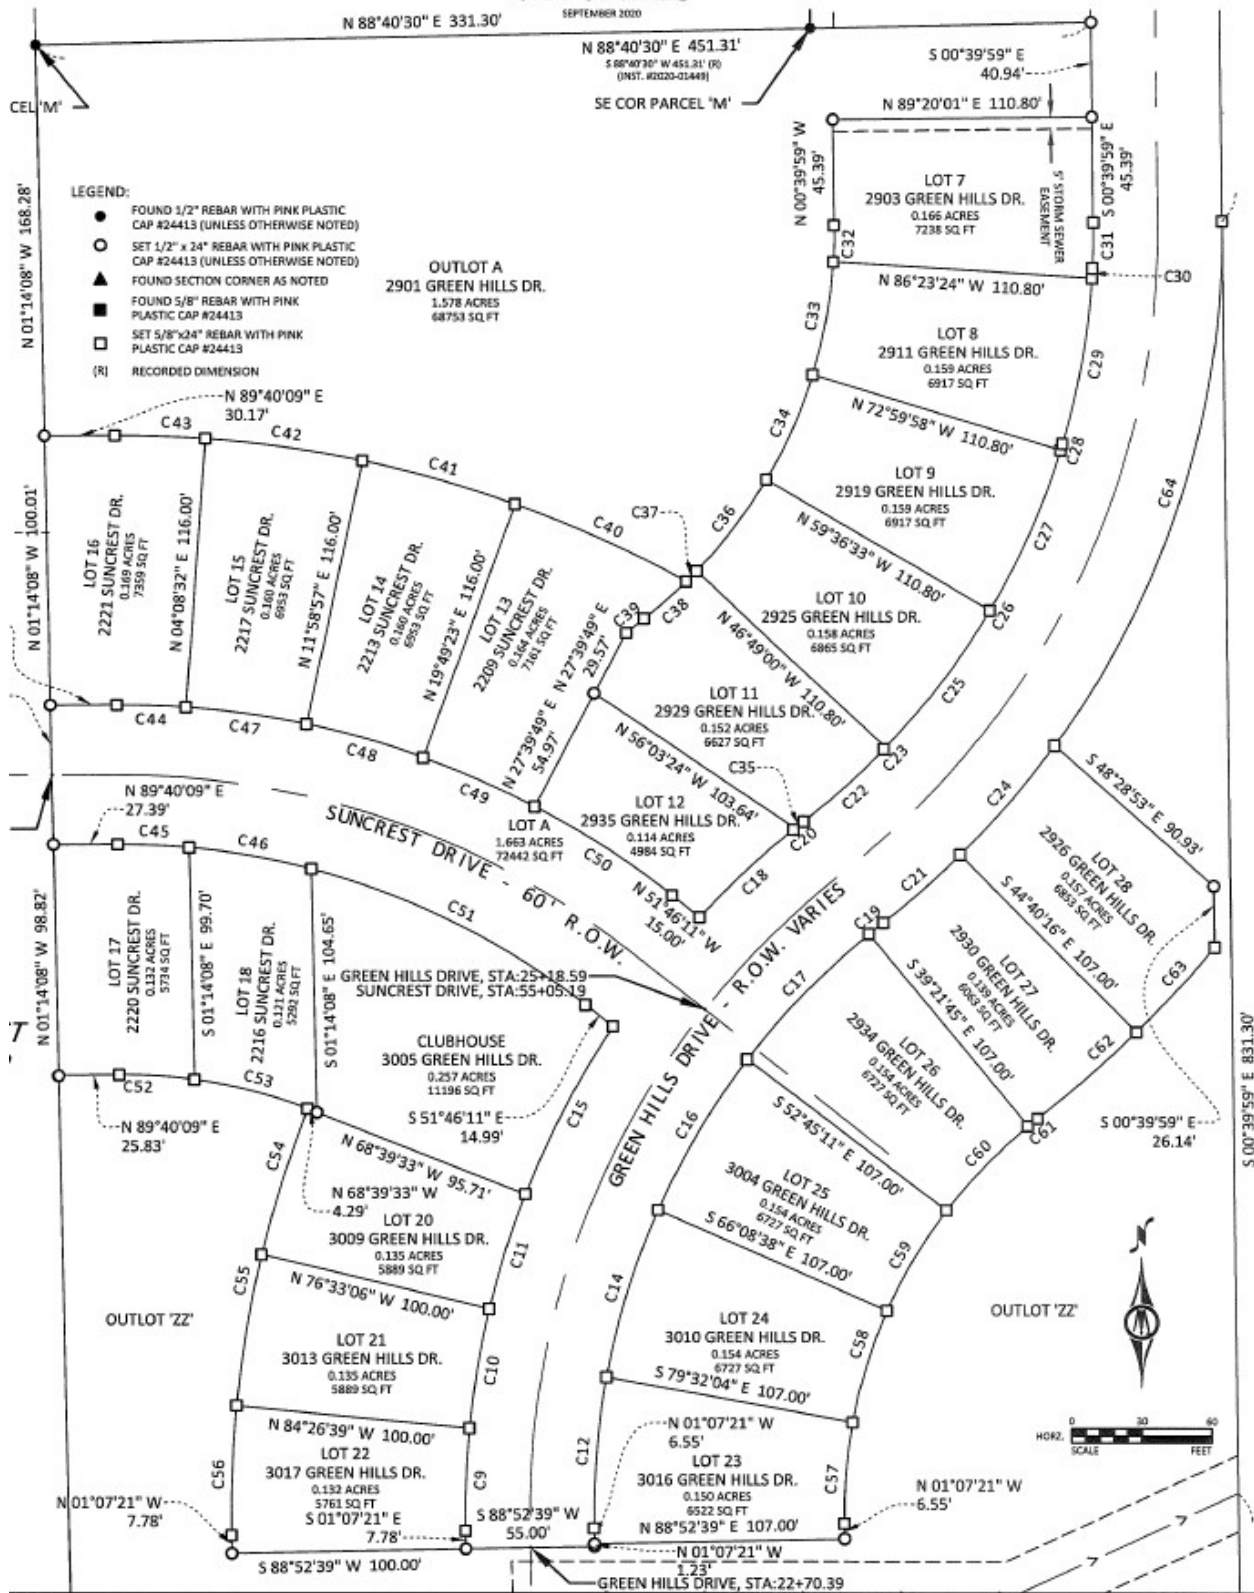 SEPTEMBER 2020
N 88°40'30" E 331.30'
N 88°40'30" E 451.31'
S 88°40'30" W 451.31' (R)
(INST. #2020-01449)
S 00°39'59" E
40.94'
CEL 'M'
SE COR PARCEL 'M'
N 89°20'01" E 110.80'
N 00°39'59" W
45.39'
S 00°39'59" E
45.39'
5' STORM SEWER
EASEMENT
LOT 7
2903 GREEN HILLS DR.
0.166 ACRES
7238 SQ FT
N 01°14'08" W 168.28'
LEGEND:
FOUND 1/2" REBAR WITH PINK PLASTIC
CAP #24413 (UNLESS OTHERWISE NOTED)
SET 1/2" x 24" REBAR WITH PINK PLASTIC
CAP #24413 (UNLESS OTHERWISE NOTED)
FOUND SECTION CORNER AS NOTED
FOUND 5/8" REBAR WITH PINK
PLASTIC CAP #24413
SET 5/8"x24" REBAR WITH PINK
PLASTIC CAP #24413
(R) RECORDED DIMENSION
OUTLOT A
2901 GREEN HILLS DR.
1.578 ACRES
68753 SQ FT
C32
C31
C30
N 86°23'24" W 110.80'
C33
LOT 8
2911 GREEN HILLS DR.
0.159 ACRES
6917 SQ FT
C29
N 89°40'09" E
30.17'
C43
C42
C41
C34
N 72°59'58" W 110.80'
C28
LOT 9
2919 GREEN HILLS DR.
0.159 ACRES
6917 SQ FT
C64
C40
C37
C36
N 59°36'33" W 110.80'
C27
N 01°14'08" W 100.01'
LOT 16
2221 SUNCREST DR.
0.169 ACRES
7359 SQ FT
N 04°08'32" E 116.00'
LOT 15
2217 SUNCREST DR.
0.160 ACRES
6953 SQ FT
N 11°58'57" E 116.00'
LOT 14
2213 SUNCREST DR.
0.160 ACRES
6953 SQ FT
N 19°49'23" E 116.00'
LOT 13
2209 SUNCREST DR.
0.164 ACRES
7161 SQ FT
N 27°39'49" E
29.57'
C39
C38
LOT 10
2925 GREEN HILLS DR.
0.158 ACRES
6865 SQ FT
C26
N 46°49'00" W 110.80'
C25
LOT 11
2929 GREEN HILLS DR.
0.152 ACRES
6627 SQ FT
C44
C47
C48
N 27°39'49" E
54.97'
N 56°03'24" W 103.64'
C35
C23
C22
C24
S 48°28'53" E 90.93'
N 89°40'09" E
27.39'
C45
C46
SUNCREST DRIVE - 60' R.O.W.
C49
LOT A
1.663 ACRES
72442 SQ FT
LOT 12
2935 GREEN HILLS DR.
0.114 ACRES
4984 SQ FT
C20
C50
C18
N 51°46'11" W
15.00'
C21
LOT 28
2926 GREEN HILLS DR.
0.157 ACRES
6853 SQ FT
C51
N 01°14'08" W 98.82'
LOT 17
2220 SUNCREST DR.
0.132 ACRES
5734 SQ FT
S 01°14'08" E 99.70'
LOT 18
2216 SUNCREST DR.
0.121 ACRES
5292 SQ FT
S 01°14'08" E 104.65'
C19
S 44°40'16" E 107.00'
GREEN HILLS DRIVE, STA:25+18.59
SUNCREST DRIVE, STA:55+05.19
GREEN HILLS DRIVE - R.O.W. VARIES
C17
LOT 27
2930 GREEN HILLS DR.
0.139 ACRES
6063 SQ FT
C63
S 39°21'45" E 107.00'
C62
T
CLUBHOUSE
3005 GREEN HILLS DR.
0.257 ACRES
11196 SQ FT
LOT 26
2934 GREEN HILLS DR.
0.154 ACRES
6727 SQ FT
C52
C53
N 89°40'09" E
25.83'
S 51°46'11" E
14.99'
C15
C16
S 52°45'11" E 107.00'
C61
S 00°39'59" E
26.14'
S 00°39'59" E 831.30'
C54
N 68°39'33" W 95.71'
N 68°39'33" W
4.29'
LOT 20
3009 GREEN HILLS DR.
0.135 ACRES
5889 SQ FT
C11
LOT 25
3004 GREEN HILLS DR.
0.154 ACRES
6727 SQ FT
C60
S 66°08'38" E 107.00'
C59
C55
N 76°33'06" W 100.00'
C14
OUTLOT 'ZZ'
OUTLOT 'ZZ'
N
LOT 21
3013 GREEN HILLS DR.
0.135 ACRES
5889 SQ FT
C10
LOT 24
3010 GREEN HILLS DR.
0.154 ACRES
6727 SQ FT
C58
S 79°32'04" E 107.00'
N 84°26'39" W 100.00'
N 01°07'21" W
6.55'
0 30 60
HORZ.
SCALE FEET
C56
LOT 22
3017 GREEN HILLS DR.
0.132 ACRES
5761 SQ FT
C9
C12
LOT 23
3016 GREEN HILLS DR.
0.150 ACRES
6522 SQ FT
C57
N 01°07'21" W
7.78'
S 01°07'21" E
7.78'
S 88°52'39" W
55.00'
N 88°52'39" E 107.00'
N 01°07'21" W
6.55'
S 88°52'39" W 100.00'
N 01°07'21" W
1.23'
GREEN HILLS DRIVE, STA:22+70.39